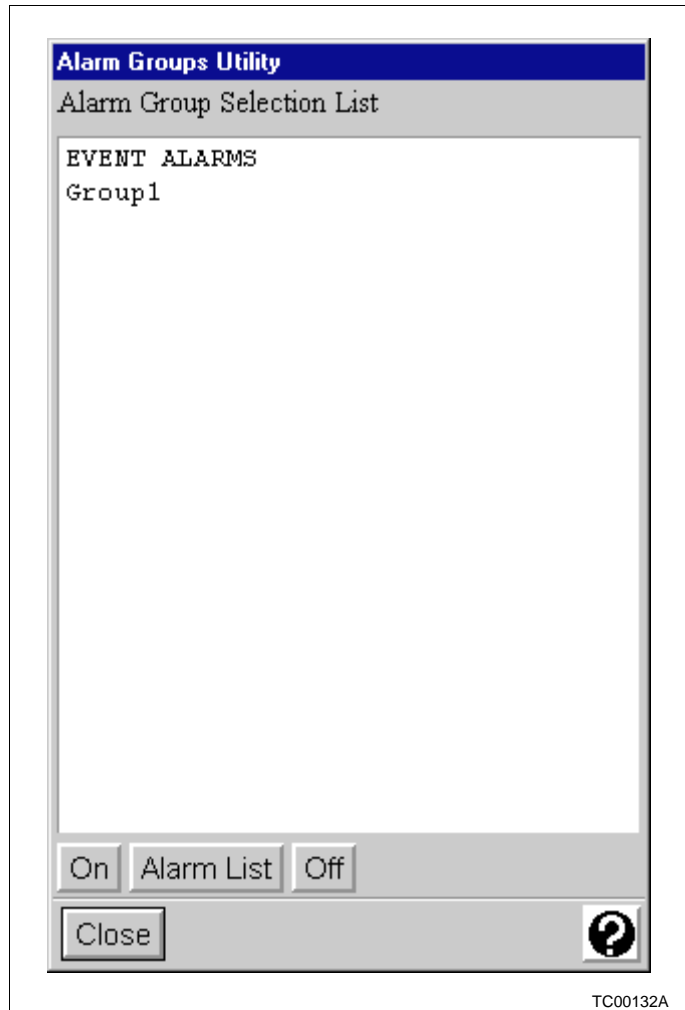 Alarm Groups Utility
Alarm Group Selection List
EVENT ALARMS
Group1
On Alarm List Off
Close ?
TC00132A